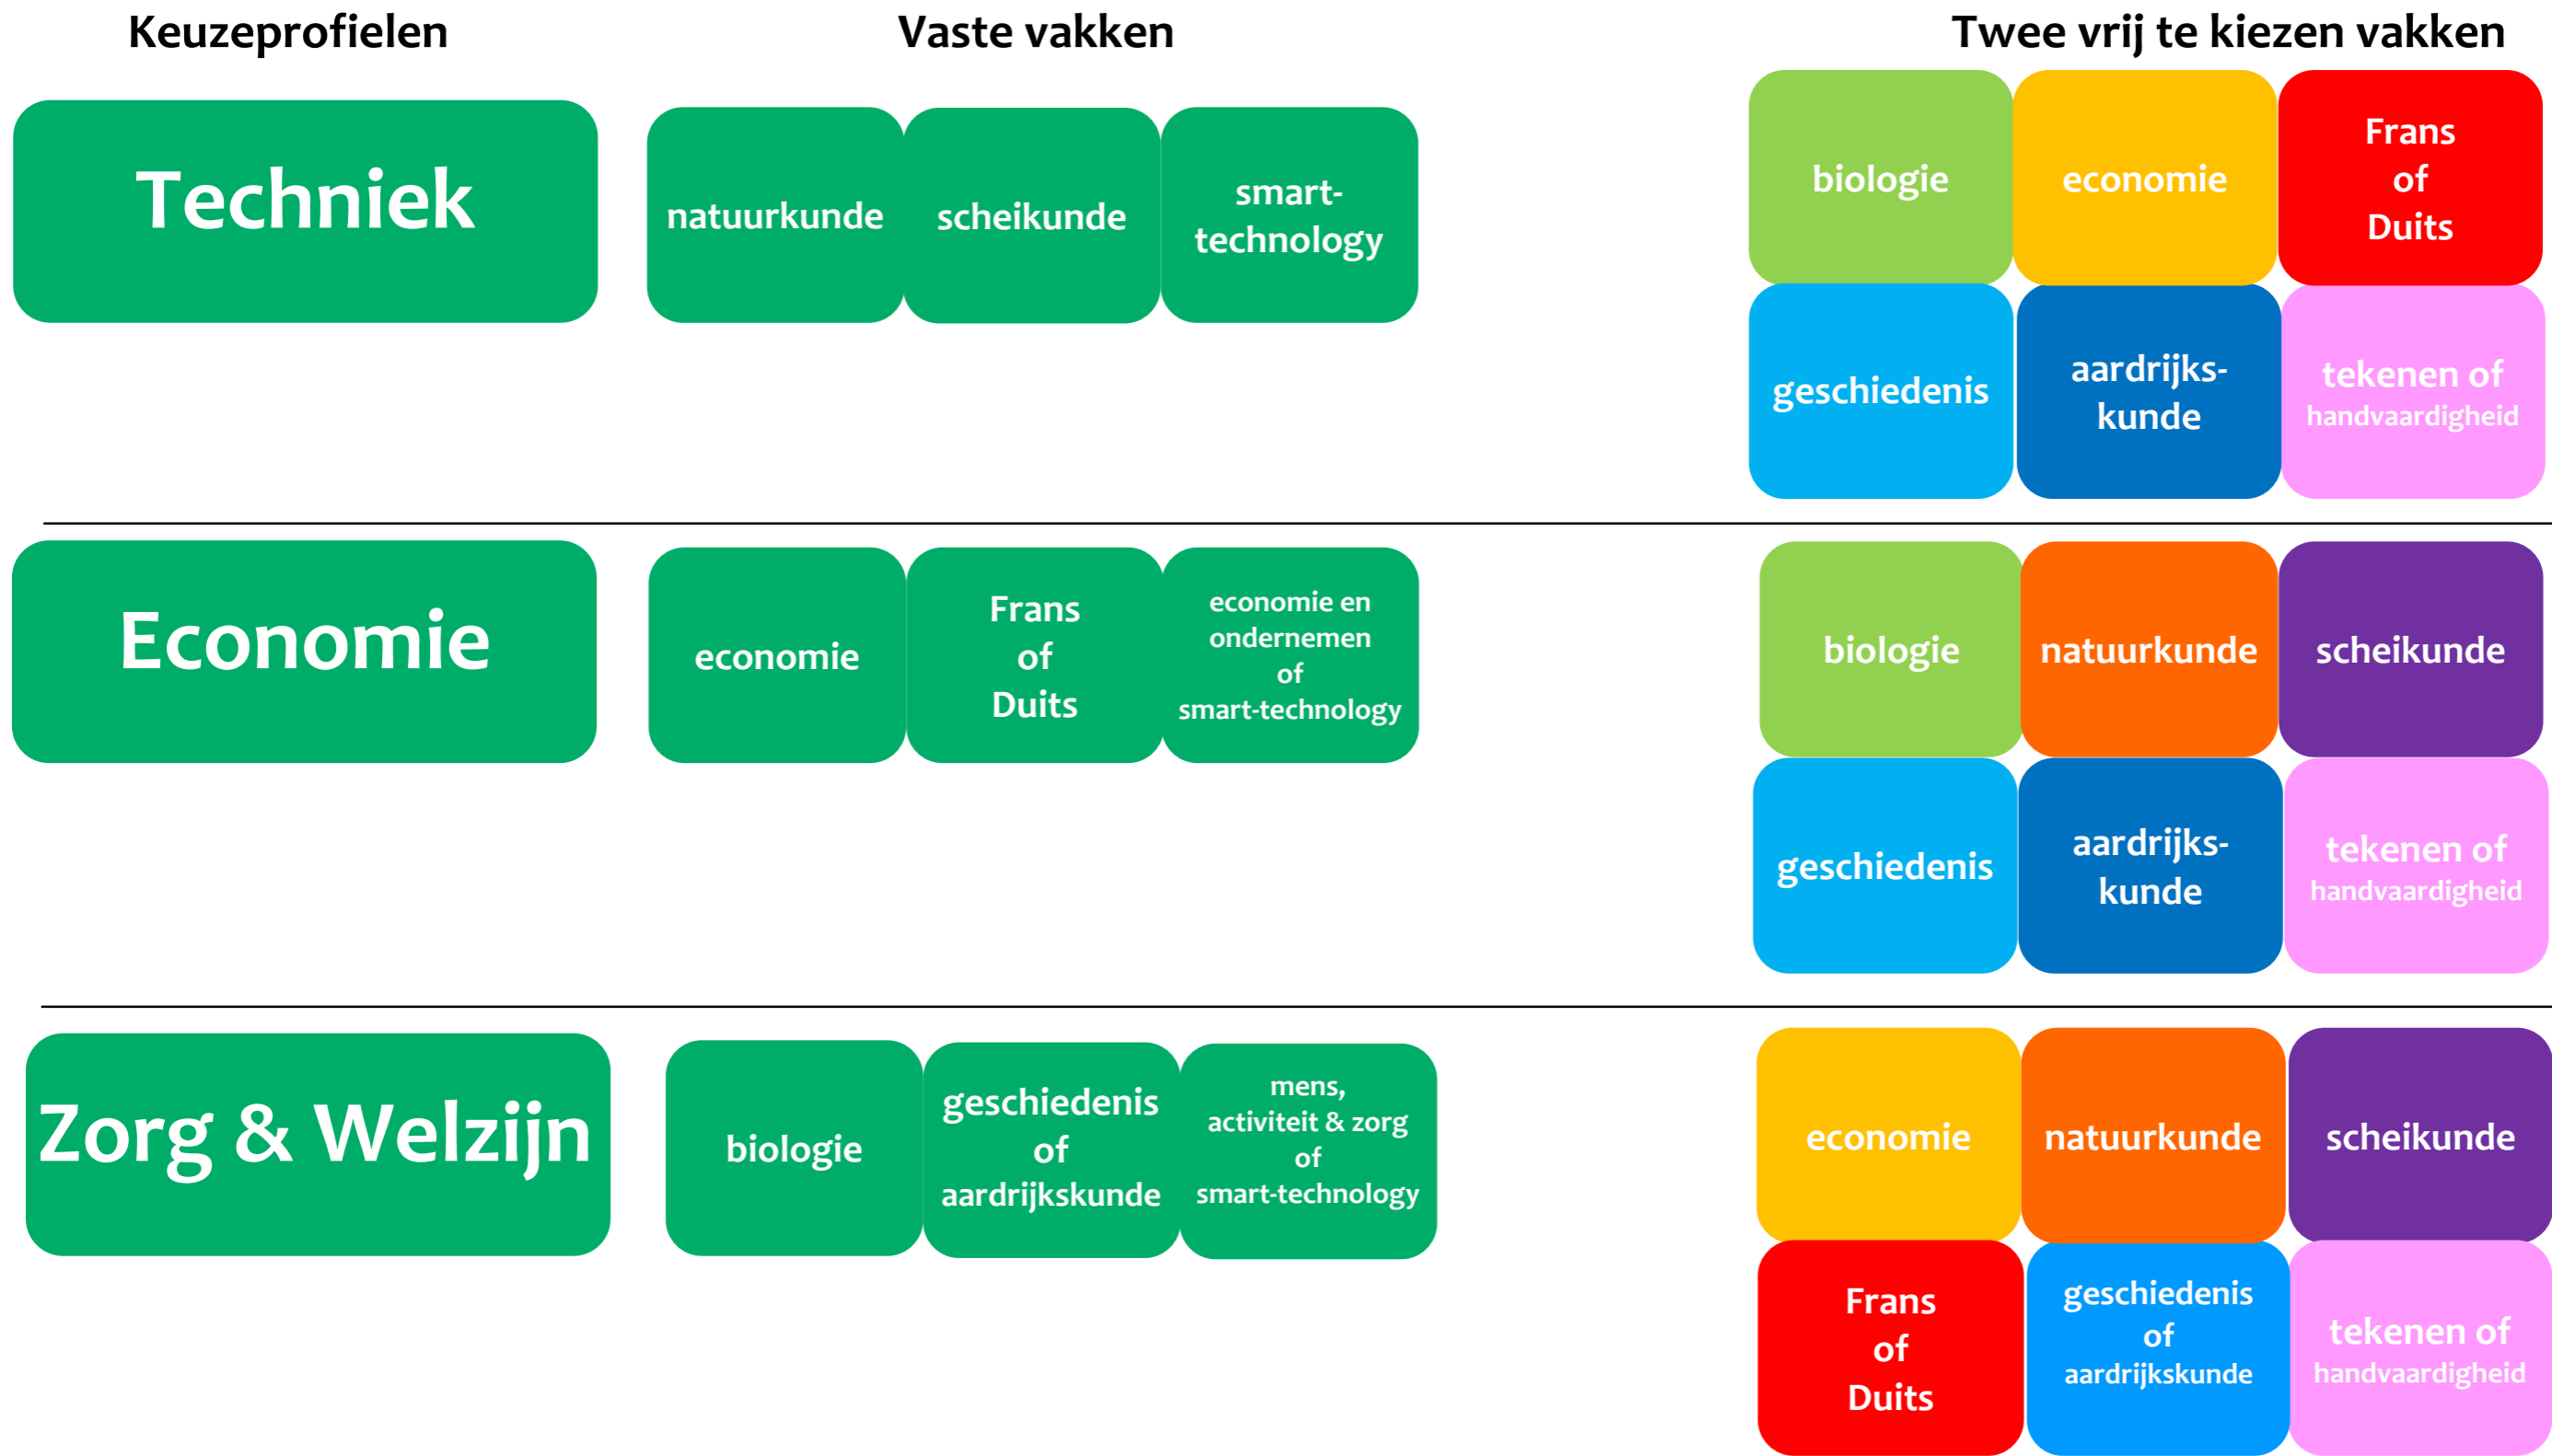 Keuzeprofielen
Vaste vakken
Twee vrij te kiezen vakken
Techniek
natuurkunde
scheikunde
smart-
technology
biologie
economie
Frans
of
Duits
geschiedenis
aardrijks-
kunde
tekenen of
handvaardigheid
Economie
economie
Frans
of
Duits
economie en
ondernemen
of
smart-technology
biologie
natuurkunde
scheikunde
geschiedenis
aardrijks-
kunde
tekenen of
handvaardigheid
Zorg & Welzijn
biologie
geschiedenis
of
aardrijkskunde
mens,
activiteit & zorg
of
smart-technology
economie
natuurkunde
scheikunde
Frans
of
Duits
geschiedenis
of
aardrijkskunde
tekenen of
handvaardigheid